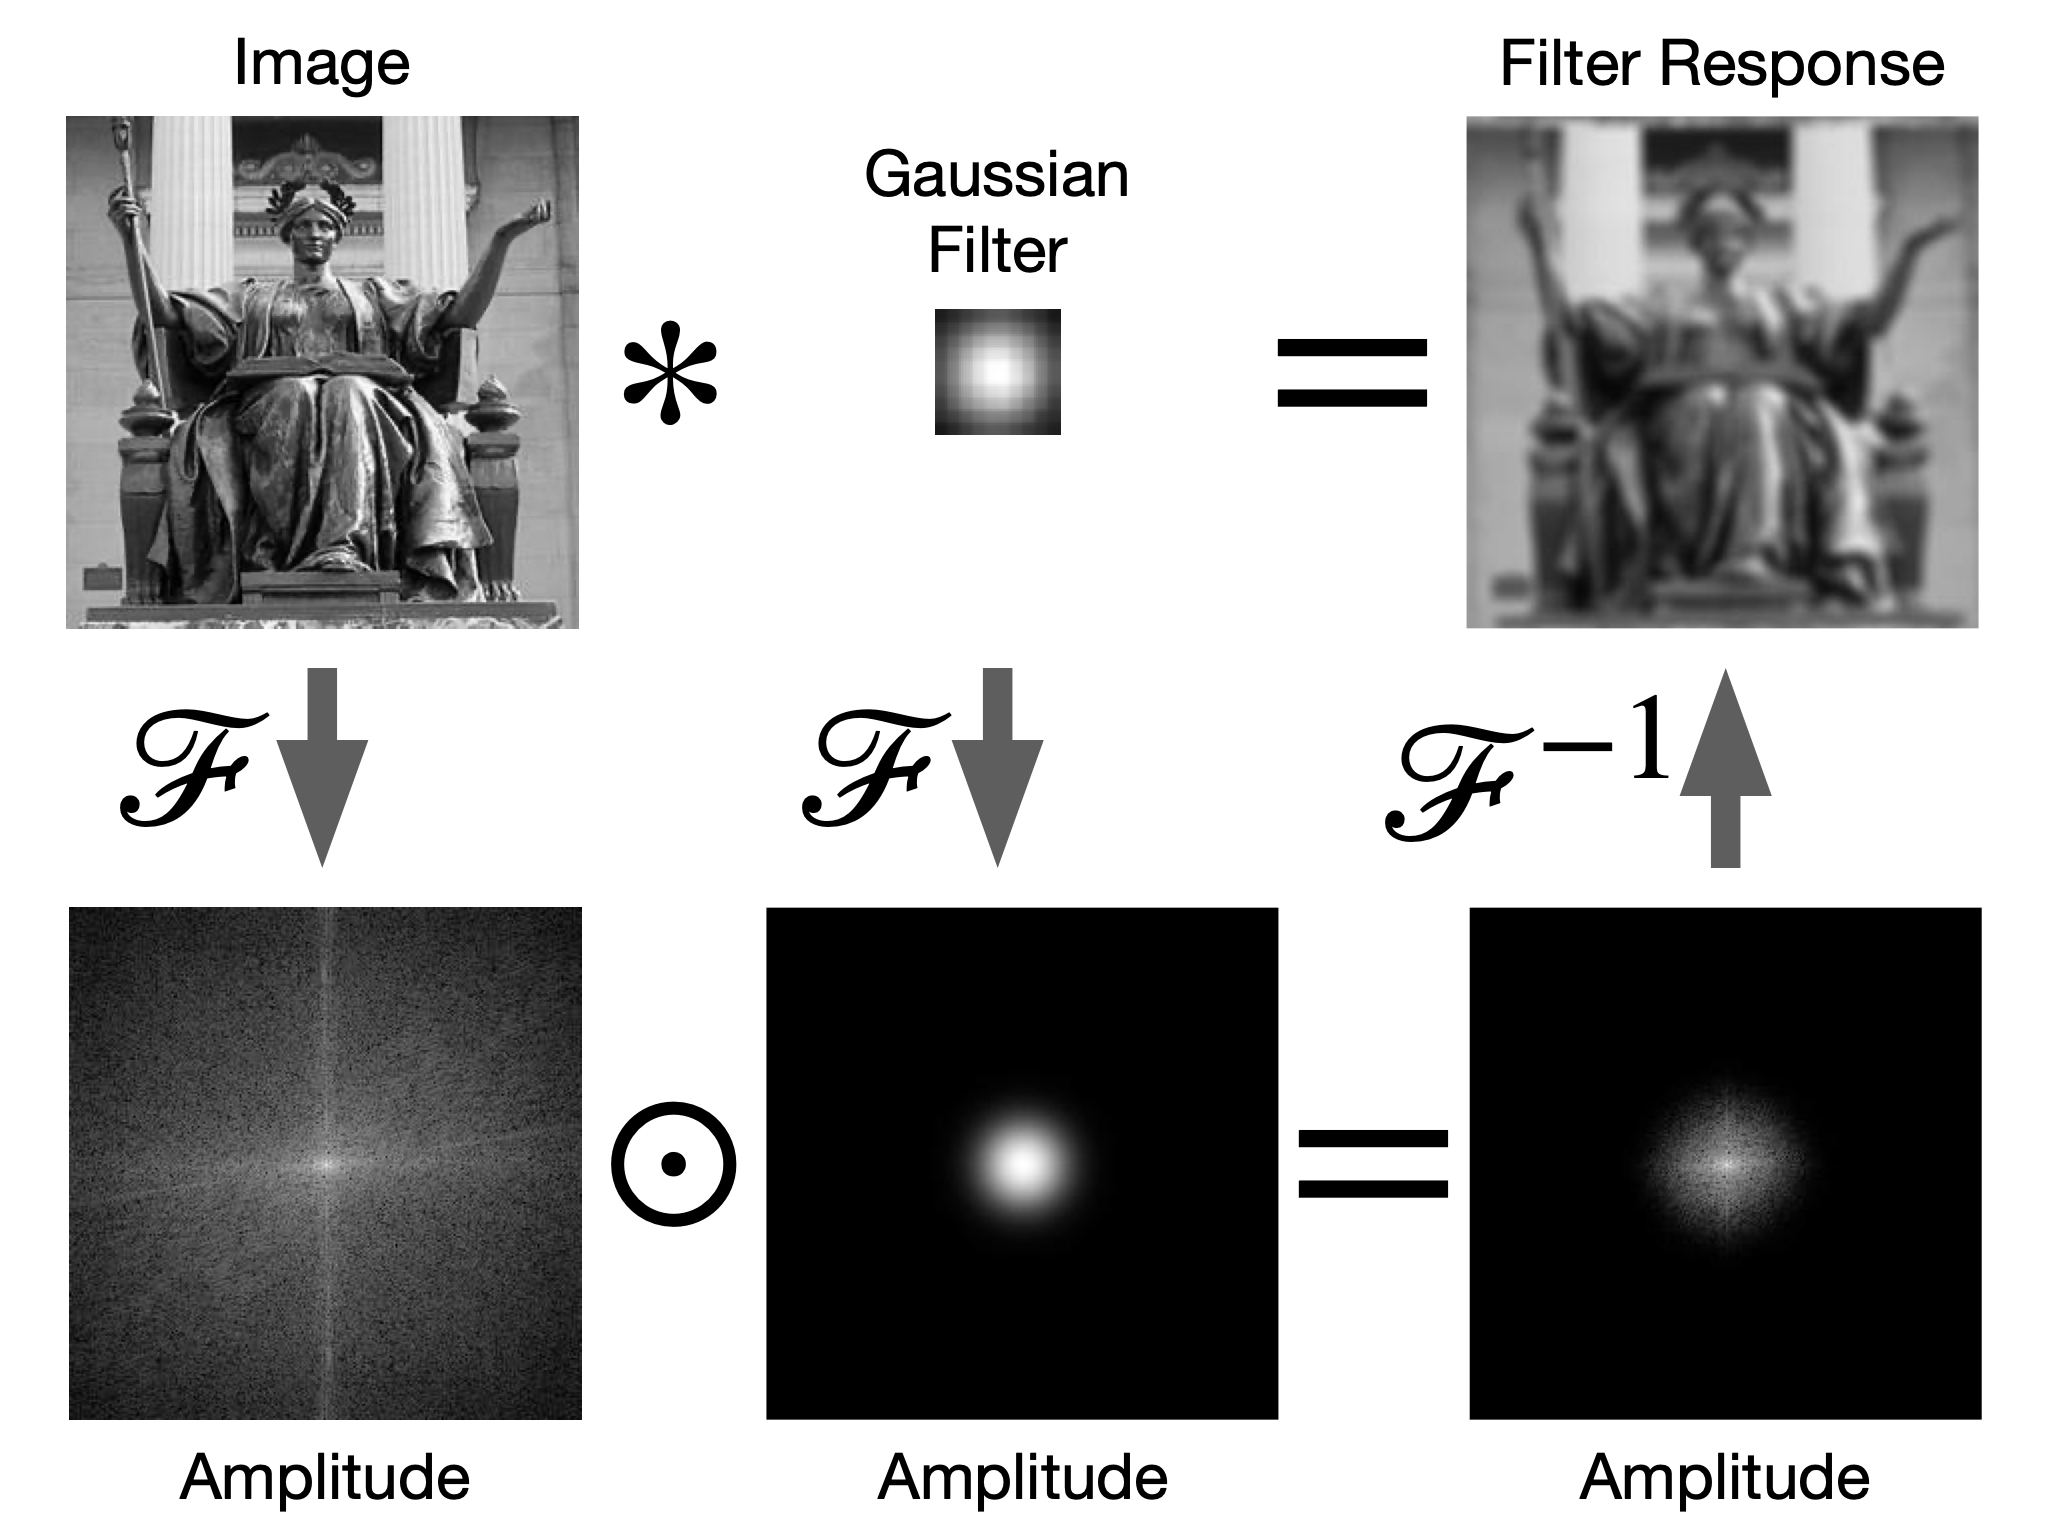 Image
Gaussian
Filter
Filter Response
*
=
ℱ
ℱ
ℱ⁻¹
⊙
=
Amplitude
Amplitude
Amplitude